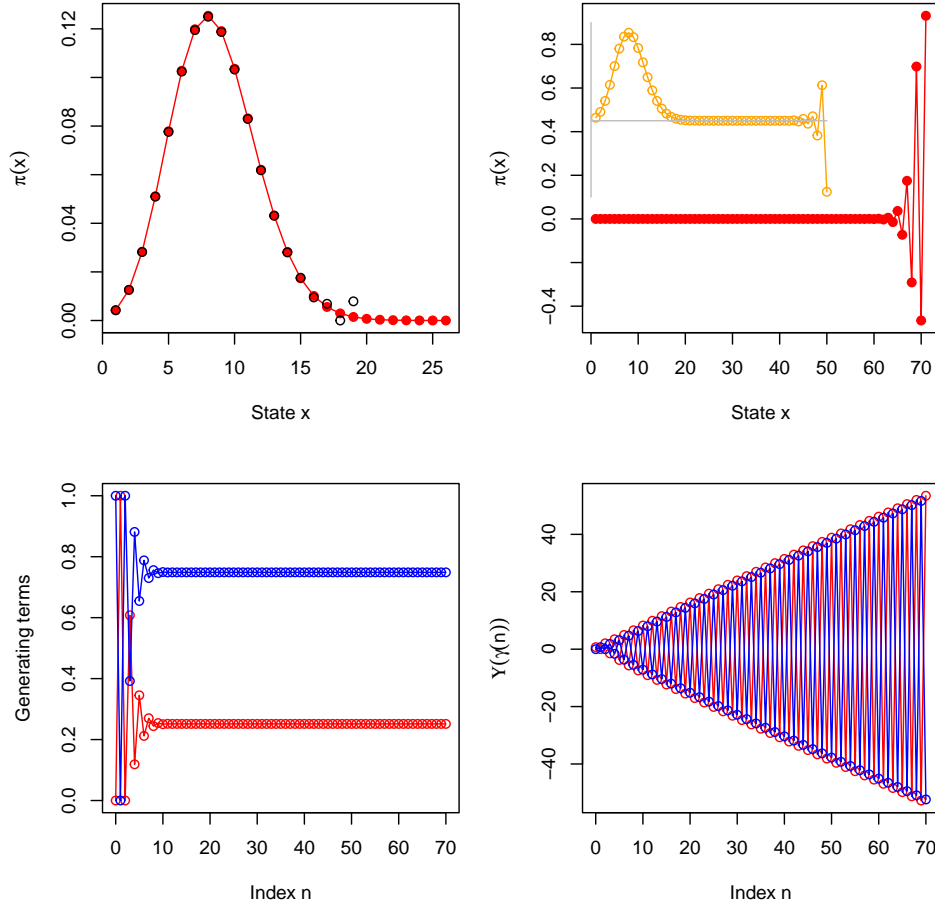 π(x)
0.00 0.04 0.08 0.12
0 5 10 15 20 25
State x
π(x)
−0.4 0.0 0.2 0.4 0.6 0.8
0 10 20 30 40 50 60 70
State x
Generating terms
0.0 0.2 0.4 0.6 0.8 1.0
0 10 20 30 40 50 60 70
Index n
Υ(γ(n))
−40 −20 0 20 40
0 10 20 30 40 50 60 70
Index n